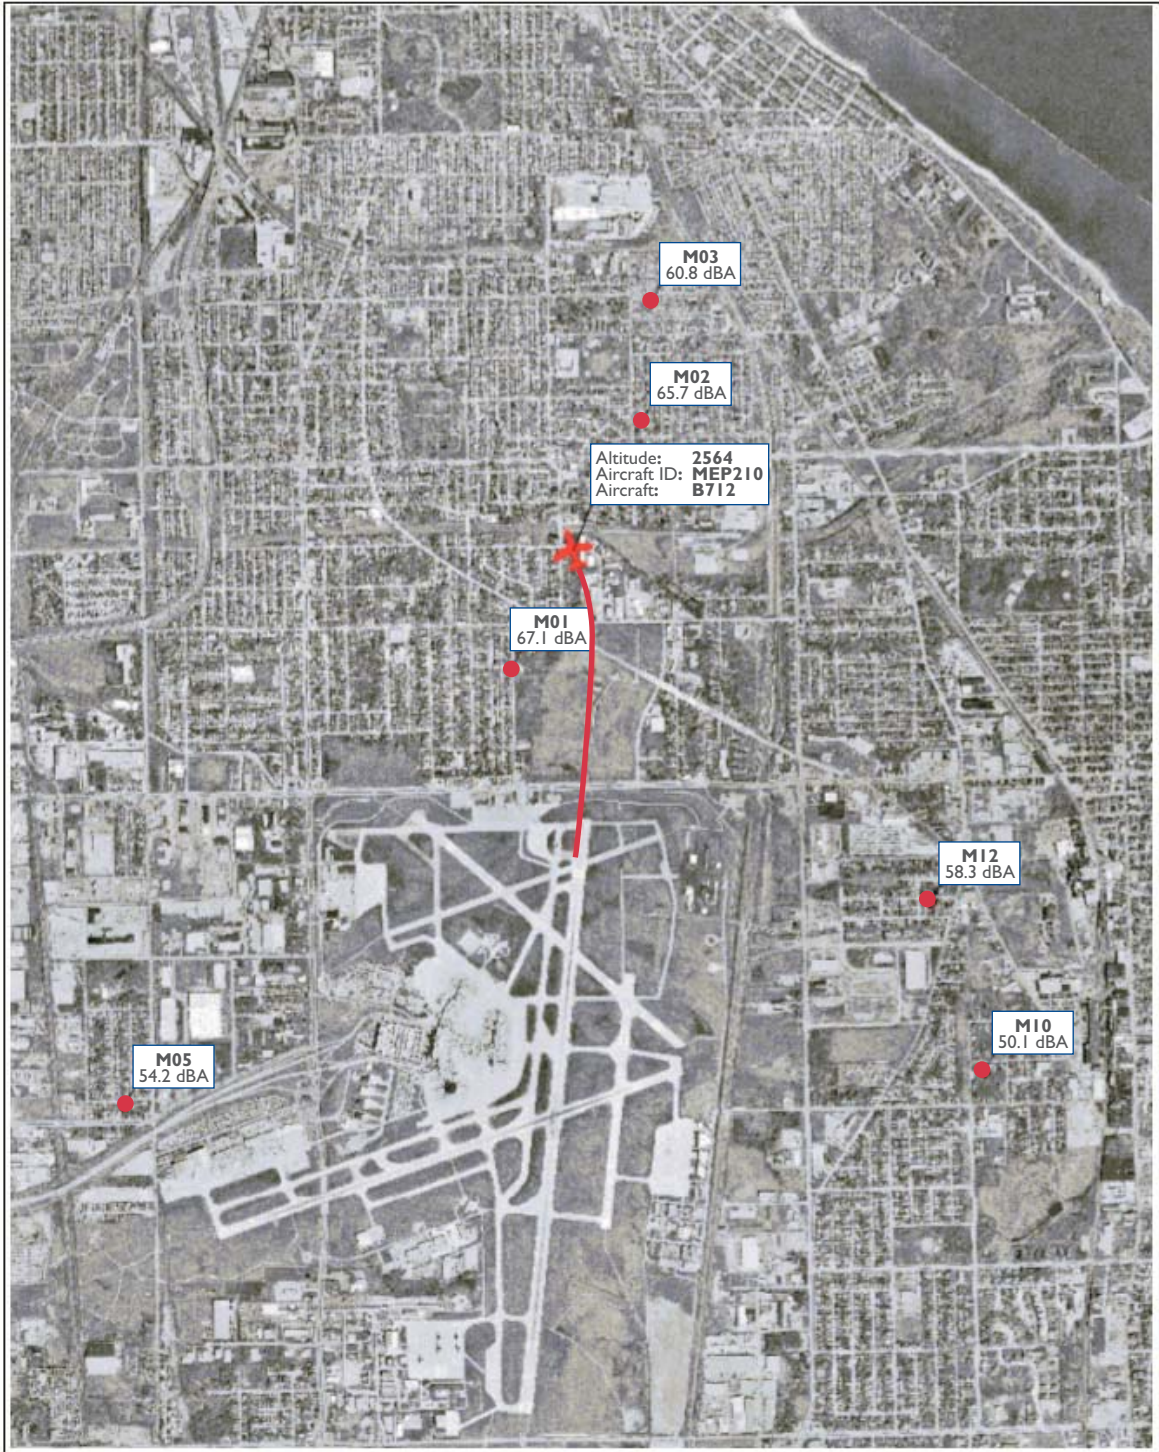 M03
60.8 dBA
M02
65.7 dBA
Altitude: 2564
Aircraft ID: MEP210
Aircraft: B712
M01
67.1 dBA
M12
58.3 dBA
M10
50.1 dBA
M05
54.2 dBA